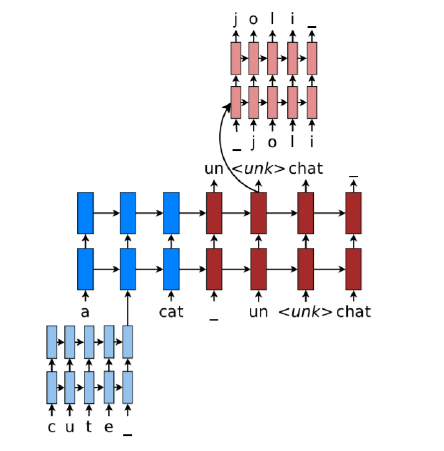 j o l i _
_ j o l i
un <unk> chat _
a cat _ un <unk> chat
c u t e _